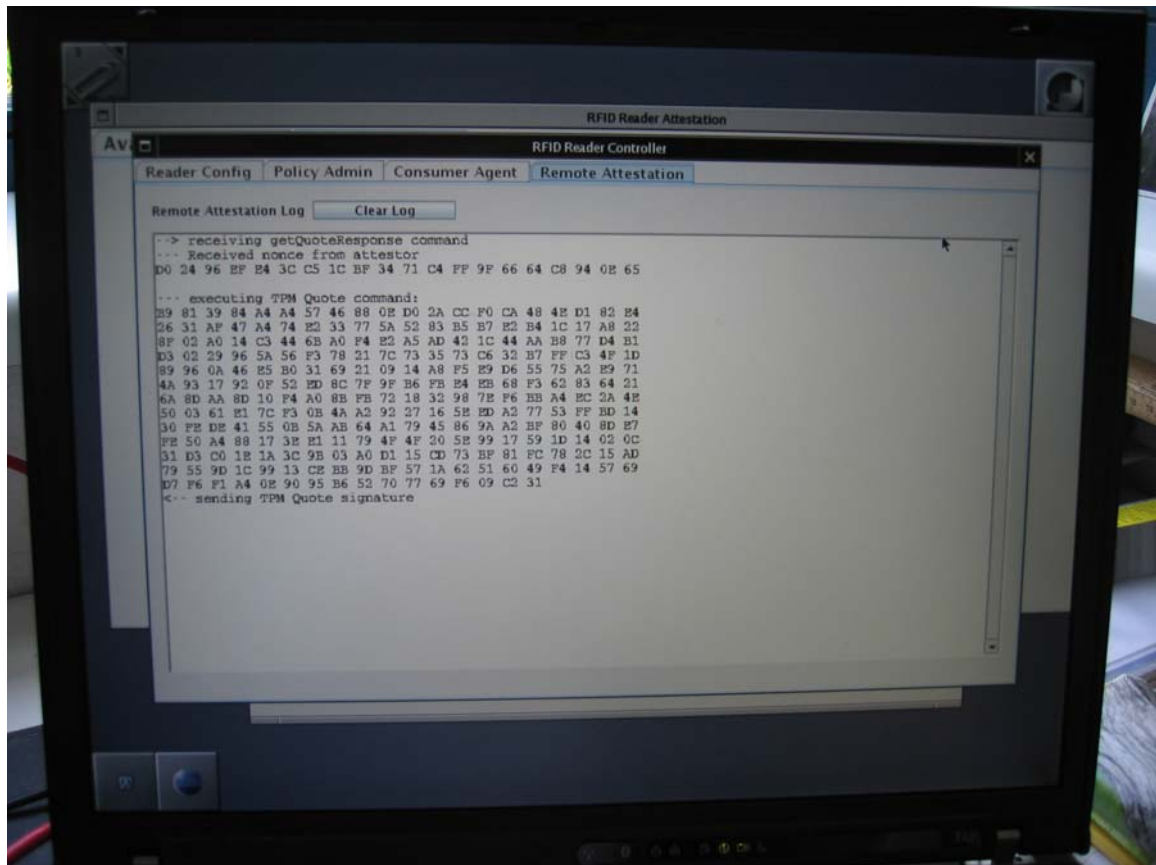 RFID Reader Attestation
RFID Reader Controller
Reader Config Policy Admin Consumer Agent Remote Attestation
Remote Attestation Log Clear Log
--> receiving getQuoteResponse command
--- Received nonce from attestor
D0 24 96 EF E4 3C C5 1C BF 34 71 C4 FF 9F 66 64 C8 94 0E 65
--- executing TPM Quote command:
B9 81 39 84 A4 A4 57 46 88 0E D0 2A CC F0 CA 48 4E D1 82 E4
26 31 AF 47 A4 74 E2 33 77 5A 52 83 B5 B7 E2 B4 1C 17 A8 22
8F 02 A0 14 C3 44 6B A0 F4 E2 A5 AD 42 1C 44 AA B8 77 D4 B1
D3 02 29 96 5A 56 F3 78 21 7C 73 35 73 C6 32 B7 FF C3 4F 1D
89 96 0A 46 E5 B0 31 69 21 09 14 A8 F5 E9 D6 55 75 A2 E9 71
4A 93 17 92 0F 52 ED 8C 7F 9F B6 FB E4 EB 68 F3 62 83 64 21
6A 8D AA 8D 10 F4 A0 8B FB 72 18 32 98 7E F6 BB A4 EC 2A 4E
50 03 61 E1 7C F3 0B 4A A2 92 27 16 5E ED A2 77 53 FF BD 14
30 FE DE 41 55 0B 5A AB 64 A1 79 45 86 9A A2 BF 80 40 8D E7
FE 50 A4 88 17 3E E1 11 79 4F 4F 20 5E 99 17 59 1D 14 02 0C
31 D3 C0 1E 1A 3C 9B 03 A0 D1 15 CD 73 BF 81 FC 78 2C 15 AD
79 55 9D 1C 99 13 CE BB 9D BF 57 1A 62 51 60 49 F4 14 57 69
D7 F6 F1 A4 0E 90 95 B6 52 70 77 69 F6 09 C2 31
<-- sending TPM Quote signature